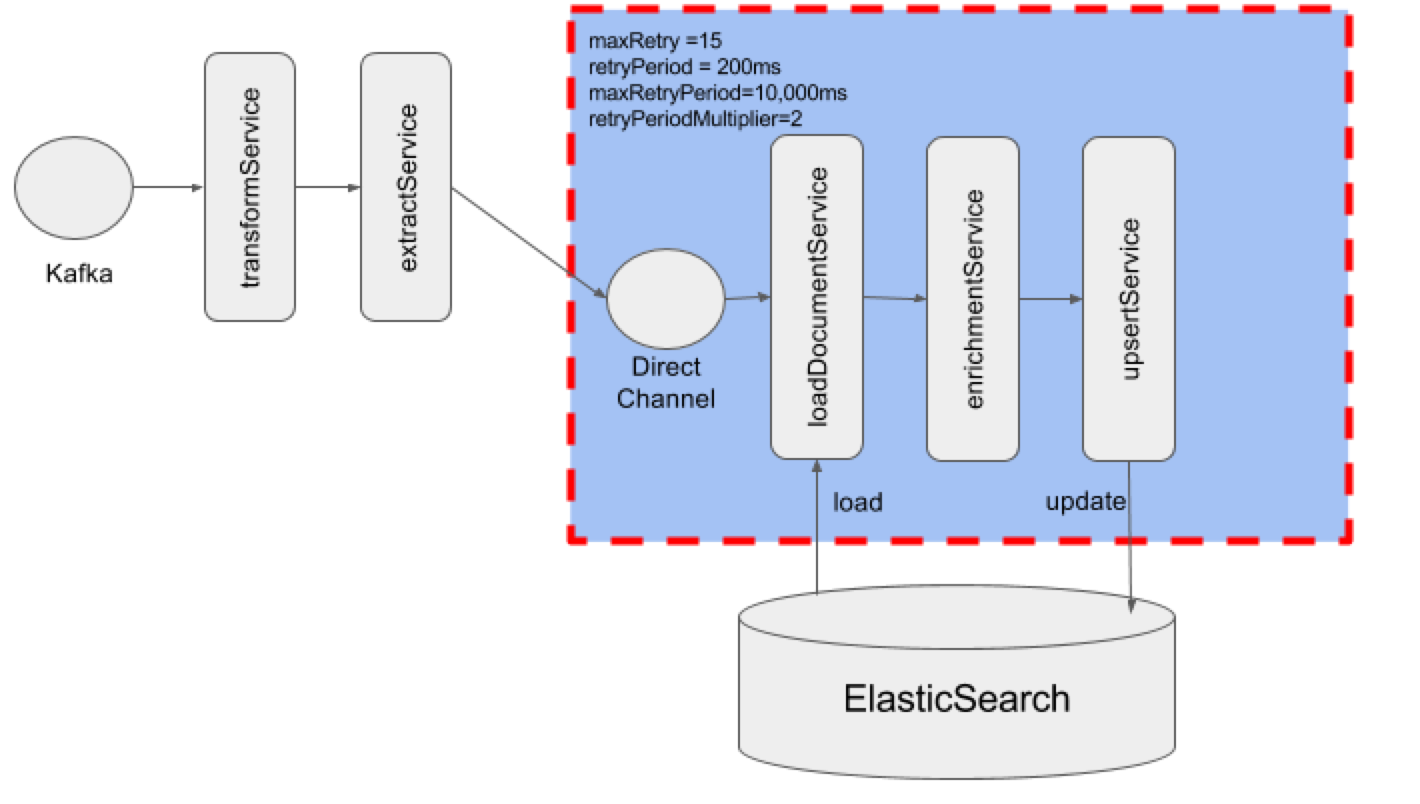 maxRetry =15
retryPeriod = 200ms
maxRetryPeriod=10,000ms
retryPeriodMultiplier=2
Kafka
transformService
extractService
Direct
Channel
loadDocumentService
enrichmentService
upsertService
load
update
ElasticSearch